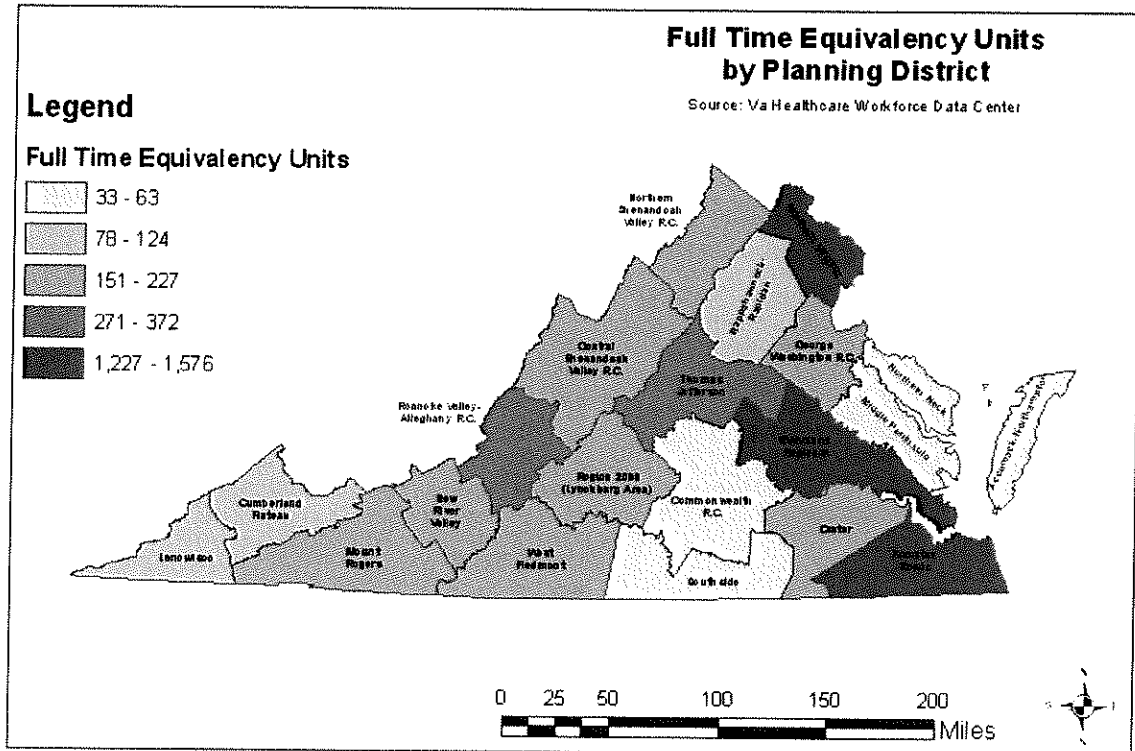 Full Time Equivalency Units
by Planning District
Source: Va Healthcare Workforce Data Center
Legend
Full Time Equivalency Units
33 - 63
78 - 124
151 - 227
271 - 372
1,227 - 1,576
Northern
Shenandoah
Valley R.C.
Rappahannock
Rapidan
Central
Shenandoah
Valley R.C.
George
Washington R.C.
Northern Neck
Thomas
Jefferson
Middle Peninsula
Roanoke Valley-
Alleghany R.C.
Region 2000
(Lynchburg Area)
Commonwealth
R.C.
New
River
Valley
Cumberland
Plateau
Crater
Lenowisco
Mount
Rogers
West
Piedmont
Southside
0 25 50 100 150 200
Miles